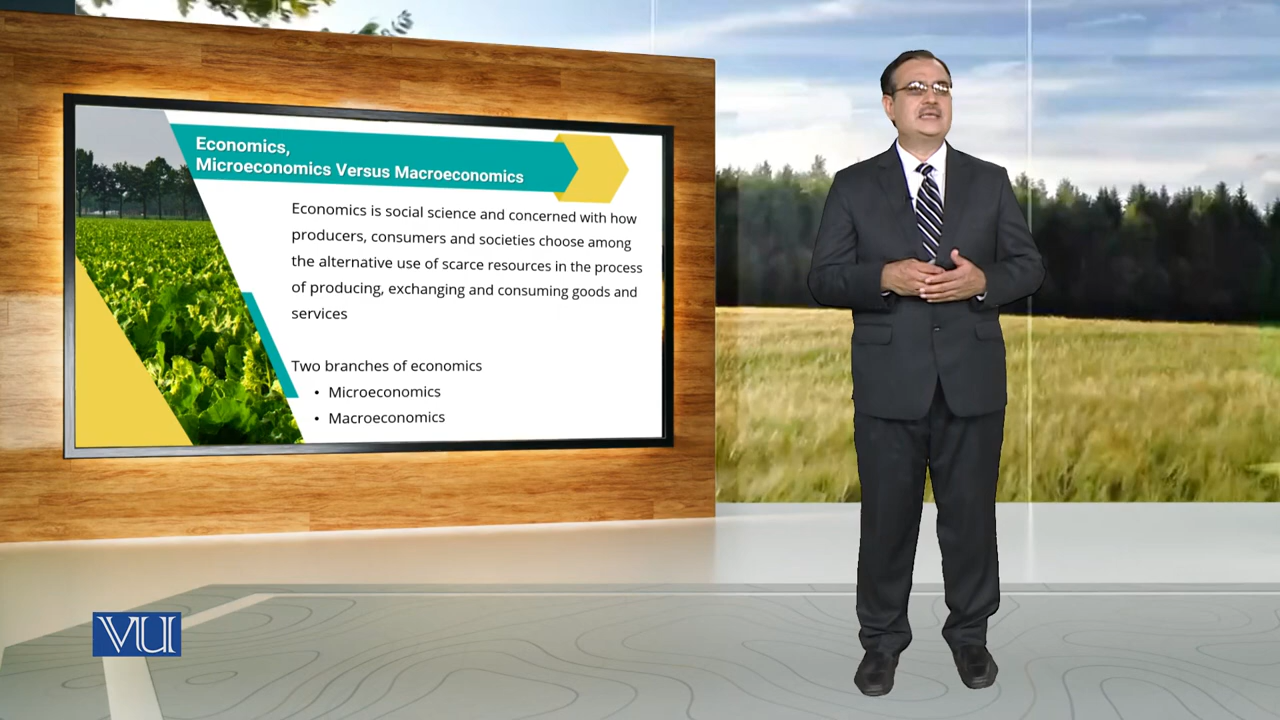 Economics,
Microeconomics Versus Macroeconomics
Economics is social science and concerned with how
producers, consumers and societies choose among
the alternative use of scarce resources in the process
of producing, exchanging and consuming goods and
services
Two branches of economics
• Microeconomics
• Macroeconomics
VU